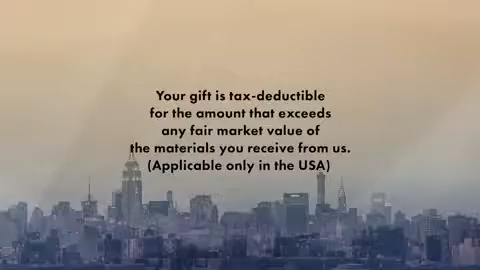 Your gift is tax-deductible
for the amount that exceeds
any fair market value of
the materials you receive from us.
(Applicable only in the USA)